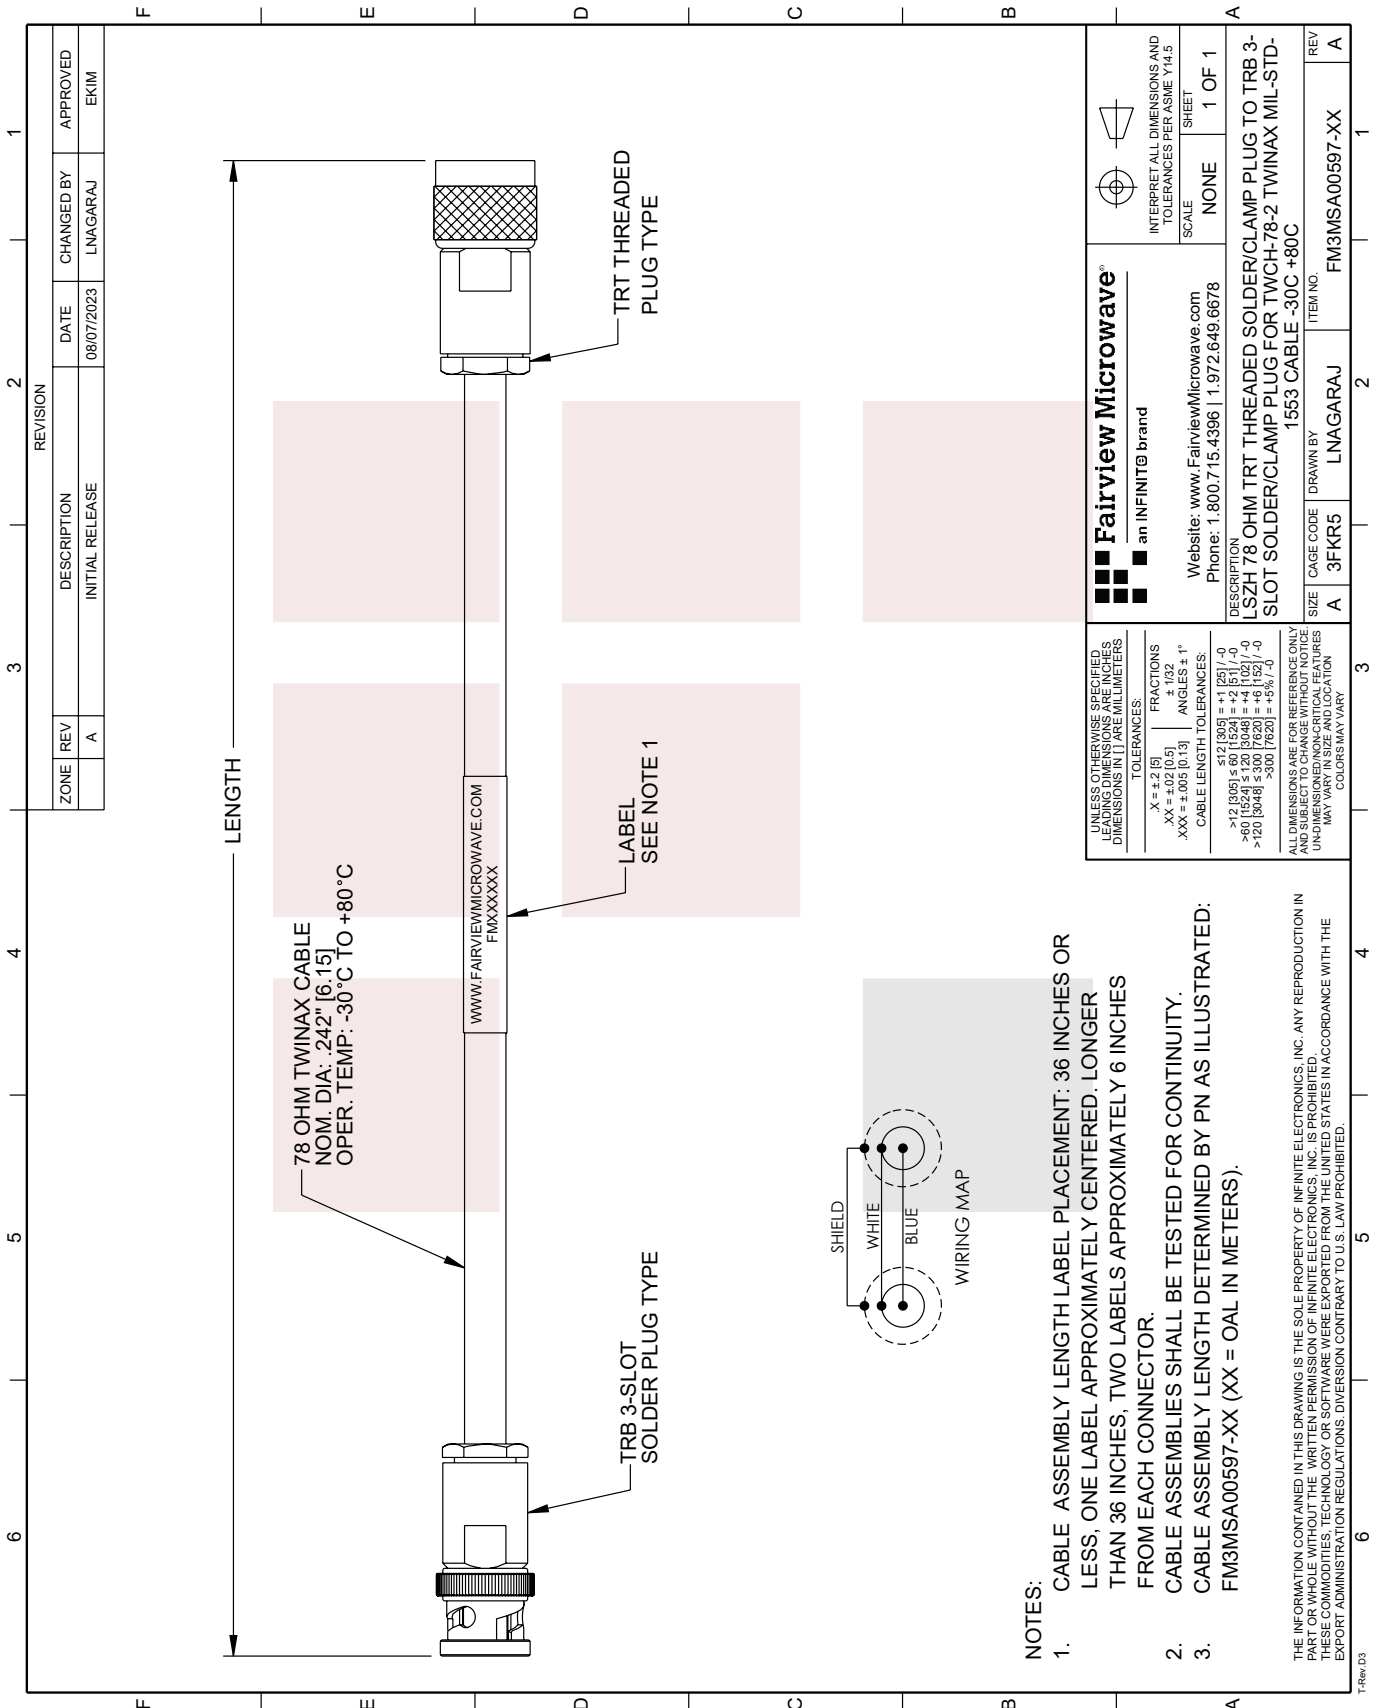 6 5 4 3 2 1
F
E
D
C
B
A
REVISION
ZONE REV DESCRIPTION DATE CHANGED BY APPROVED
A INITIAL RELEASE 08/07/2023 LNAGARAJ EKIM
LENGTH
78 OHM TWINAX CABLE
NOM. DIA: .242" [6.15]
OPER. TEMP: -30°C TO +80°C
WWW.FAIRVIEWMICROWAVE.COM
FMXXXXXX
TRB 3-SLOT
SOLDER PLUG TYPE
LABEL
SEE NOTE 1
TRT THREADED
PLUG TYPE
SHIELD
WHITE
BLUE
WIRING MAP
NOTES:
1. CABLE ASSEMBLY LENGTH LABEL PLACEMENT: 36 INCHES OR
LESS, ONE LABEL APPROXIMATELY CENTERED. LONGER
THAN 36 INCHES, TWO LABELS APPROXIMATELY 6 INCHES
FROM EACH CONNECTOR.
2. CABLE ASSEMBLIES SHALL BE TESTED FOR CONTINUITY.
3. CABLE ASSEMBLY LENGTH DETERMINED BY PN AS ILLUSTRATED:
FM3MSA00597-XX (XX = OAL IN METERS).
THE INFORMATION CONTAINED IN THIS DRAWING IS THE SOLE PROPERTY OF INFINITE ELECTRONICS, INC. ANY REPRODUCTION IN
PART OR WHOLE WITHOUT THE WRITTEN PERMISSION OF INFINITE ELECTRONICS, INC. IS PROHIBITED.
THESE COMMODITIES, TECHNOLOGY OR SOFTWARE WERE EXPORTED FROM THE UNITED STATES IN ACCORDANCE WITH THE
EXPORT ADMINISTRATION REGULATIONS. DIVERSION CONTRARY TO U.S. LAW PROHIBITED.
UNLESS OTHERWISE SPECIFIED
LEADING DIMENSIONS ARE INCHES
DIMENSIONS IN [ ] ARE MILLIMETERS
TOLERANCES:
.X = ±.2 [5] FRACTIONS
.XX = ±.02 [0.5] ± 1/32
.XXX = ±.005 [0.13] ANGLES ± 1°
CABLE LENGTH TOLERANCES:
≤12 [305] = +1 [25] / -0
>12 [305] ≤ 60 [1524] = +2 [51] / -0
>60 [1524] ≤ 120 [3048] = +4 [102] / -0
>120 [3048] ≤ 300 [7620] = +6 [152] / -0
>300 [7620] = +5% / -0
ALL DIMENSIONS ARE FOR REFERENCE ONLY
AND SUBJECT TO CHANGE WITHOUT NOTICE.
UN-DIMENSIONED/NON-CRITICAL FEATURES
MAY VARY IN SIZE AND LOCATION
COLORS MAY VARY
Fairview Microwave®
an INFINIT@ brand
Website: www.FairviewMicrowave.com
Phone: 1.800.715.4396 | 1.972.649.6678
INTERPRET ALL DIMENSIONS AND
TOLERANCES PER ASME Y14.5
SCALE SHEET
NONE 1 OF 1
DESCRIPTION
LSZH 78 OHM TRT THREADED SOLDER/CLAMP PLUG TO TRB 3-
SLOT SOLDER/CLAMP PLUG FOR TWCH-78-2 TWINAX MIL-STD-
1553 CABLE -30C +80C
SIZE CAGE CODE DRAWN BY ITEM NO. REV
A 3FKR5 LNAGARAJ FM3MSA00597-XX A
F
E
D
C
B
A
6 5 4 3 2 1
T-Rev.D3